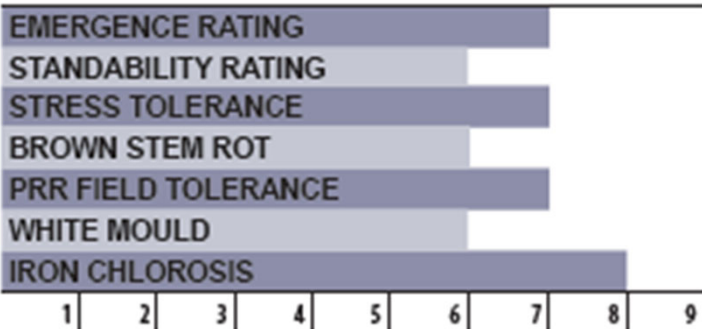 EMERGENCE RATING
STANDABILITY RATING
STRESS TOLERANCE
BROWN STEM ROT
PRR FIELD TOLERANCE
WHITE MOULD
IRON CHLOROSIS
1 2 3 4 5 6 7 8 9